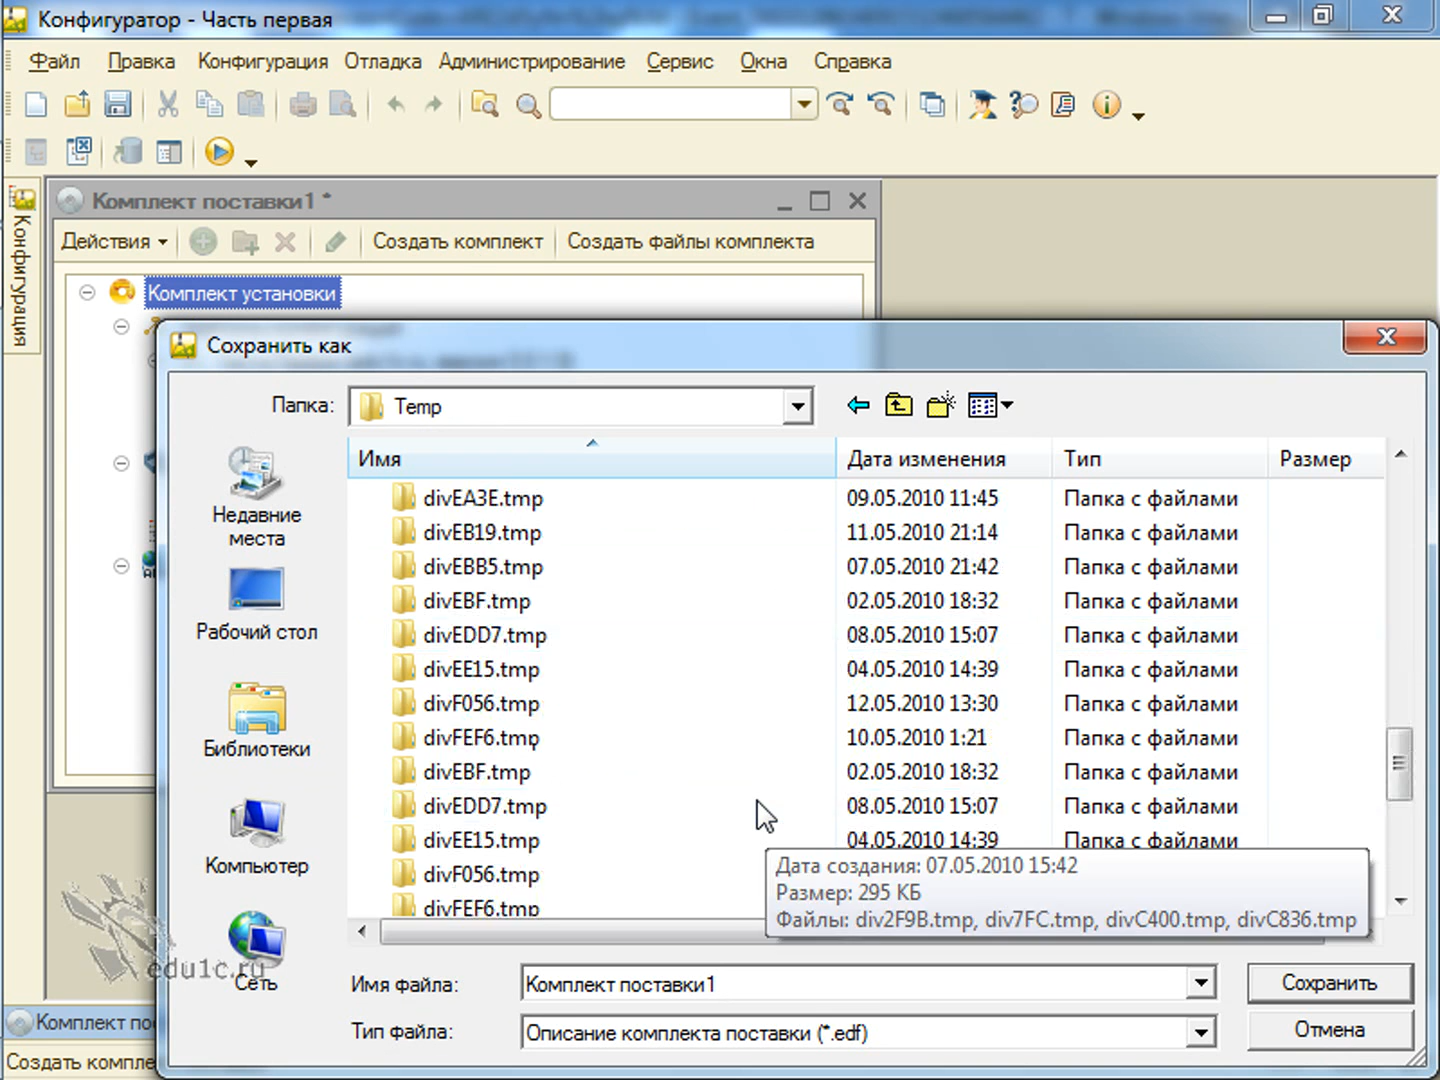 Конфигуратор - Часть первая
Файл Правка Конфигурация Отладка Администрирование Сервис Окна Справка
Конфигурация
Комплект поставки1 *
Действия Создать комплект Создать файлы комплекта
Комплект установки
Сохранить как
Папка: Temp
Имя Дата изменения Тип Размер
divEA3E.tmp 09.05.2010 11:45 Папка с файлами
divEB19.tmp 11.05.2010 21:14 Папка с файлами
divEBB5.tmp 07.05.2010 21:42 Папка с файлами
divEBF.tmp 02.05.2010 18:32 Папка с файлами
divEDD7.tmp 08.05.2010 15:07 Папка с файлами
divEE15.tmp 04.05.2010 14:39 Папка с файлами
divF056.tmp 12.05.2010 13:30 Папка с файлами
divFEF6.tmp 10.05.2010 1:21 Папка с файлами
divEBF.tmp 02.05.2010 18:32 Папка с файлами
divEDD7.tmp 08.05.2010 15:07 Папка с файлами
divEE15.tmp 04.05.2010 14:39 Папка с файлами
divF056.tmp
divFEF6.tmp
Недавние
места
Рабочий стол
Библиотеки
Компьютер
Сеть
Дата создания: 07.05.2010 15:42
Размер: 295 КБ
Файлы: div2F9B.tmp, div7FC.tmp, divC400.tmp, divC836.tmp
edu1c.ru
Имя файла: Комплект поставки1 Сохранить
Тип файла: Описание комплекта поставки (*.edf) Отмена
Комплект пос
Создать компле